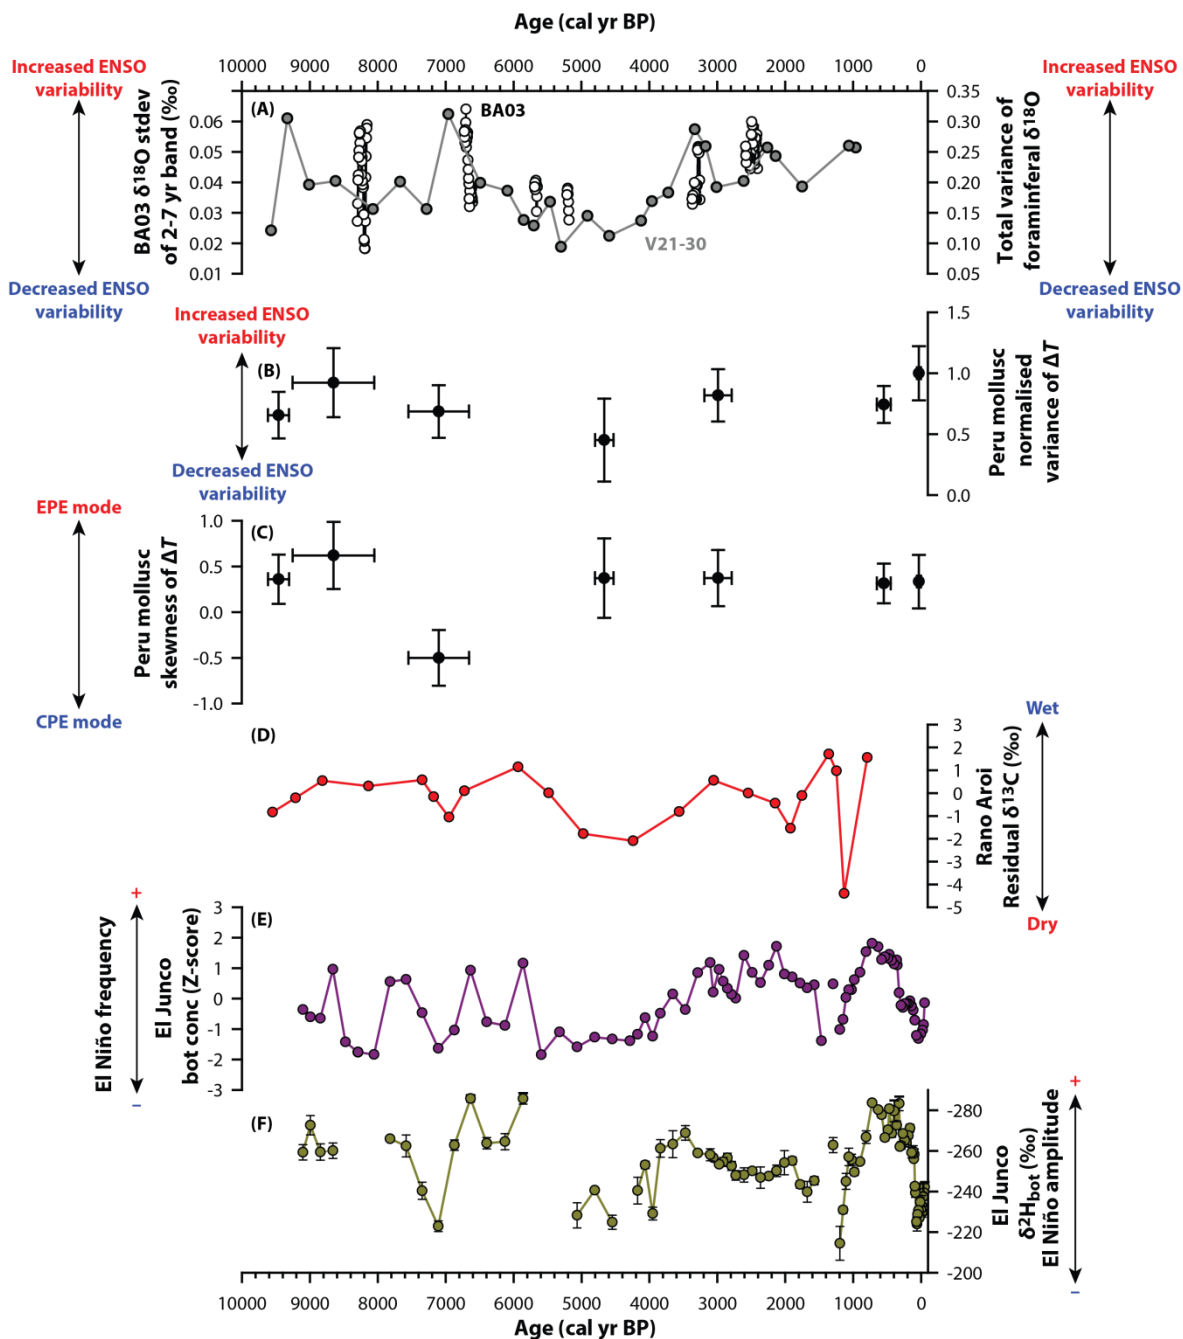 Age (cal yr BP)
10000 9000 8000 7000 6000 5000 4000 3000 2000 1000 0
Increased ENSO
variability
Decreased ENSO
variability
BA03 δ18O stdev
of 2-7 yr band (‰)
0.06
0.05
0.04
0.03
0.02
0.01
(A)
BA03
V21-30
0.35
0.30
0.25
0.20
0.15
0.10
0.05
Total variance of
foraminferal δ18O
Increased ENSO
variability
Decreased ENSO
variability
Increased ENSO
variability
(B)
Decreased ENSO
variability
1.5
1.0
0.5
0.0
Peru mollusc
normalised
variance of ΔT
EPE mode
CPE mode
Peru mollusc
skewness of ΔT
1.0
0.5
0.0
-0.5
-1.0
(C)
(D)
3
2
1
0
-1
-2
-3
-4
-5
Rano Aroi
Residual δ13C (‰)
Wet
Dry
+
El Niño frequency
–
El Junco
bot conc (Z-score)
3
2
1
0
-1
-2
-3
(E)
(F)
-280
-260
-240
-220
-200
El Junco
δ2Hbot (‰)
El Niño amplitude
+
–
10000 9000 8000 7000 6000 5000 4000 3000 2000 1000 0
Age (cal yr BP)